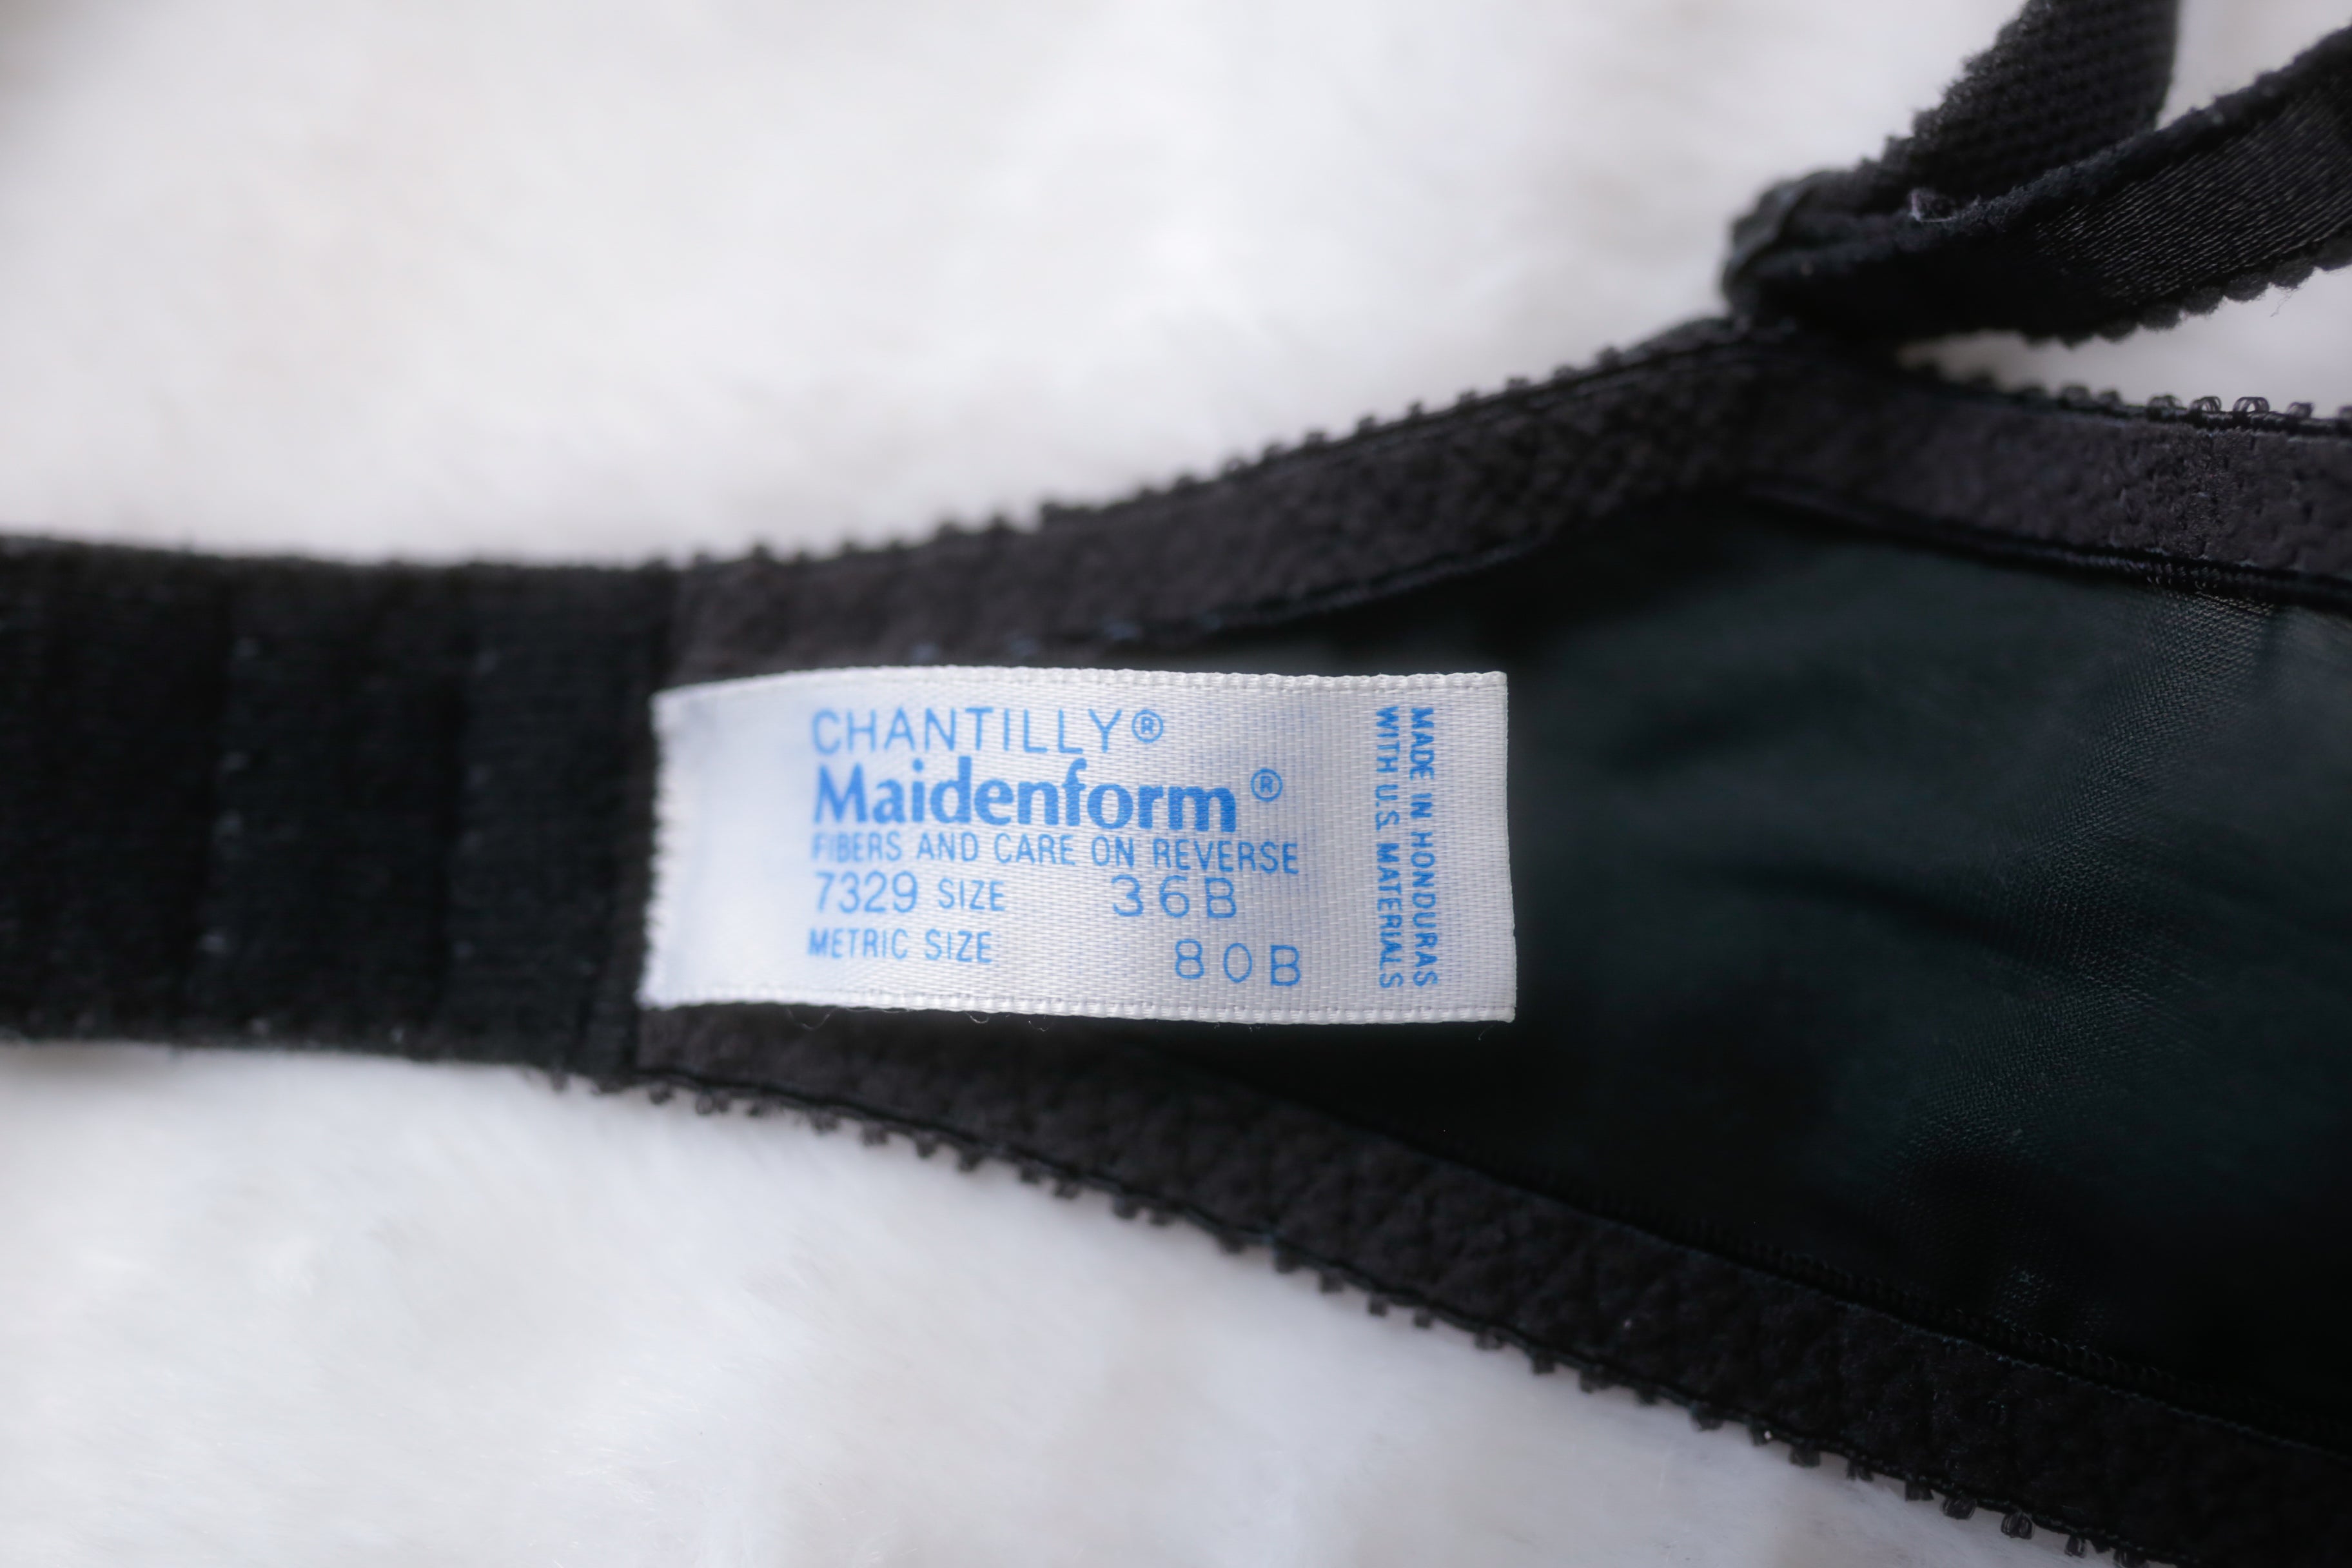 CHANTILLY®
Maidenform®
FIBERS AND CARE ON REVERSE
7329 SIZE 36B
METRIC SIZE 80B
MADE IN HONDURAS
WITH U.S. MATERIALS